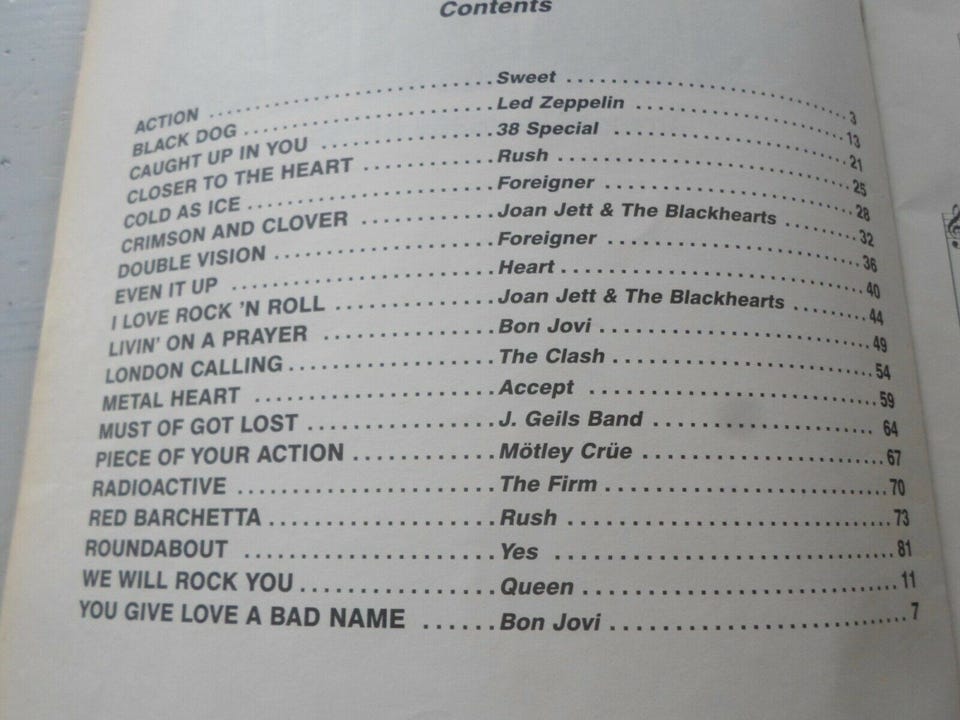 Contents
ACTION ........................ Sweet ........................ 3
BLACK DOG ........................ Led Zeppelin ........................ 13
CAUGHT UP IN YOU ................ 38 Special ........................ 21
CLOSER TO THE HEART ............ Rush ........................ 25
COLD AS ICE ........................ Foreigner ........................ 28
CRIMSON AND CLOVER ............ Joan Jett & The Blackhearts .......... 32
DOUBLE VISION .................... Foreigner ........................ 36
EVEN IT UP ........................ Heart ........................ 40
I LOVE ROCK 'N ROLL .............. Joan Jett & The Blackhearts .......... 44
LIVIN' ON A PRAYER .............. Bon Jovi ........................ 49
LONDON CALLING .................. The Clash ........................ 54
METAL HEART ...................... Accept ........................ 59
MUST OF GOT LOST ................ J. Geils Band .................... 64
PIECE OF YOUR ACTION ............ Mötley Crüe ...................... 67
RADIOACTIVE ...................... The Firm ........................ 70
RED BARCHETTA .................... Rush ........................ 73
ROUNDABOUT ...................... Yes ........................ 81
WE WILL ROCK YOU ................ Queen ........................ 11
YOU GIVE LOVE A BAD NAME ...... Bon Jovi ........................ 7